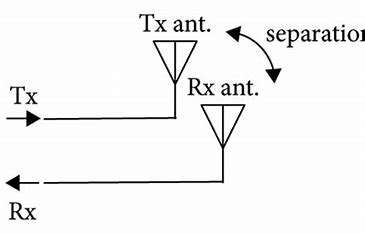 Tx ant.
separation
Rx ant.
Tx
Rx